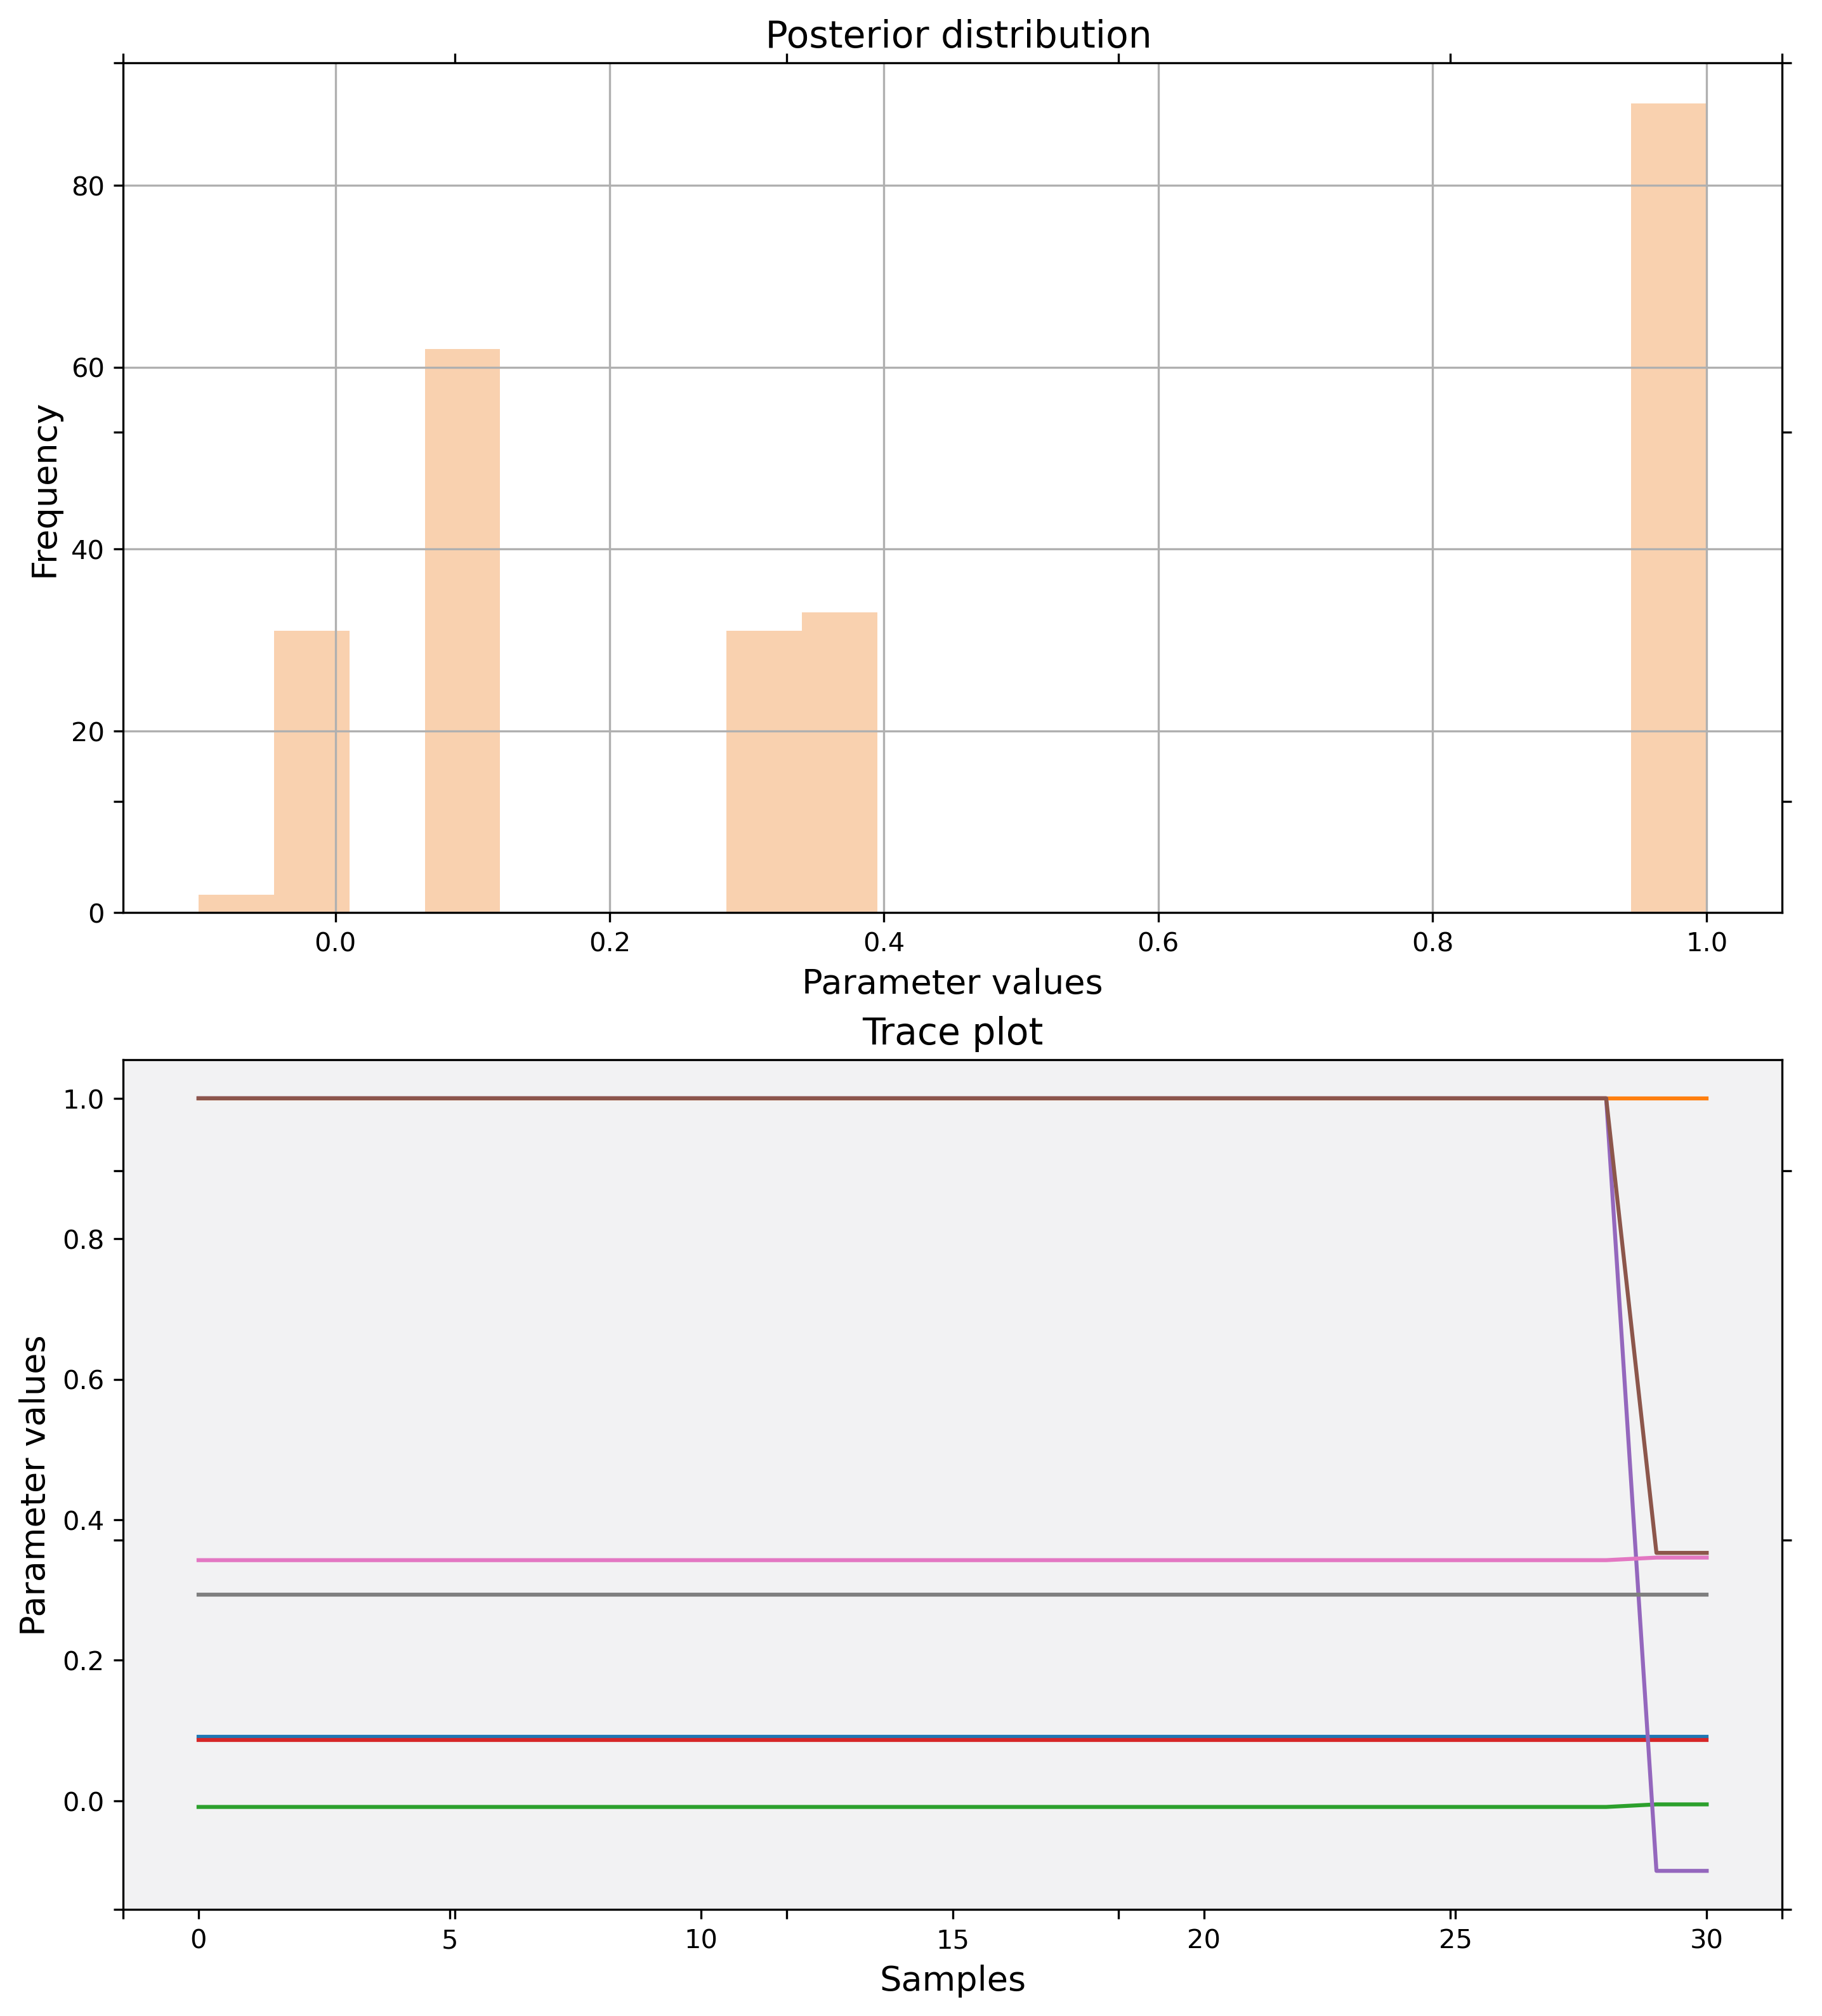 Posterior distribution
80
60
40
20
0
Frequency
0.0 0.2 0.4 0.6 0.8 1.0
Parameter values
Trace plot
1.0
0.8
0.6
0.4
0.2
0.0
Parameter values
0 5 10 15 20 25 30
Samples